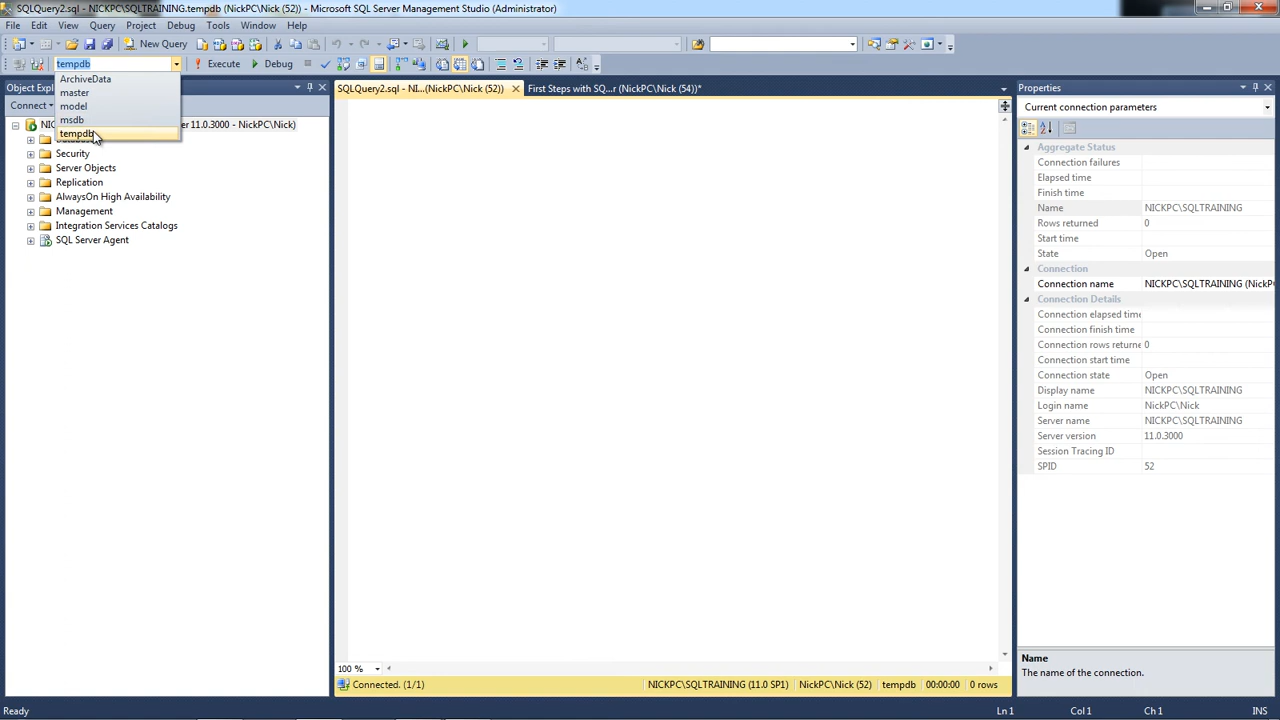 SQLQuery2.sql - NICKPC\SQLTRAINING.tempdb (NickPC\Nick (52)) - Microsoft SQL Server Management Studio (Administrator)
File Edit View Query Project Debug Tools Window Help
New Query
tempdb Execute Debug
ArchiveData
master
model
msdb
tempdb
Object Expl
Connect
NIC r 11.0.3000 - NickPC\Nick)
Security
Server Objects
Replication
AlwaysOn High Availability
Management
Integration Services Catalogs
SQL Server Agent
SQLQuery2.sql - NI...(NickPC\Nick (52)) First Steps with SQ...r (NickPC\Nick (54))*
100 %
Connected. (1/1) NICKPC\SQLTRAINING (11.0 SP1) NickPC\Nick (52) tempdb 00:00:00 0 rows
Properties
Current connection parameters
Aggregate Status
Connection failures
Elapsed time
Finish time
Name NICKPC\SQLTRAINING
Rows returned 0
Start time
State Open
Connection
Connection name NICKPC\SQLTRAINING (NickPC
Connection Details
Connection elapsed time
Connection finish time
Connection rows returne 0
Connection start time
Connection state Open
Display name NICKPC\SQLTRAINING
Login name NickPC\Nick
Server name NICKPC\SQLTRAINING
Server version 11.0.3000
Session Tracing ID
SPID 52
Name
The name of the connection.
Ready Ln 1 Col 1 Ch 1 INS